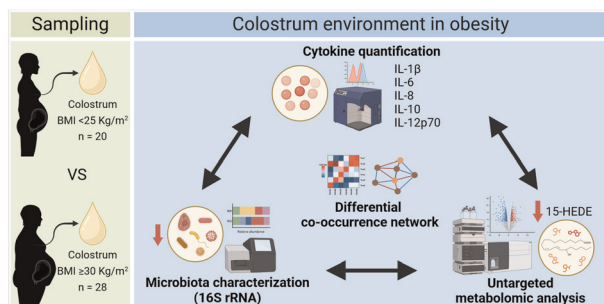 Sampling
Colostrum
BMI <25 Kg/m²
n = 20
VS
Colostrum
BMI ≥30 Kg/m²
n = 28
Colostrum environment in obesity
Cytokine quantification
IL-1β
IL-6
IL-8
IL-10
IL-12p70
Differential
co-occurrence network
Microbiota characterization
(16S rRNA)
15-HEDE
Untargeted
metabolomic analysis